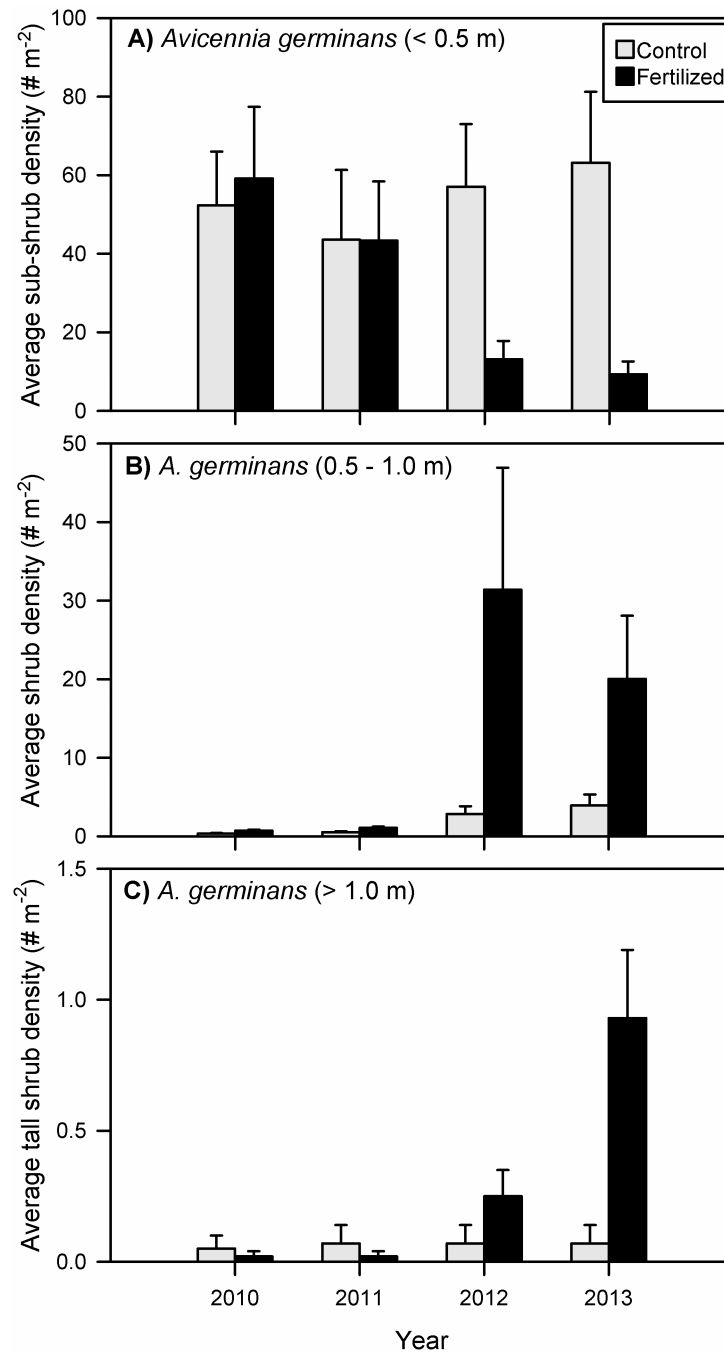 A) Avicennia germinans (< 0.5 m)
Control
Fertilized
Average sub-shrub density (# m-2)
100
80
60
40
20
0
B) A. germinans (0.5 - 1.0 m)
Average shrub density (# m-2)
50
40
30
20
10
0
C) A. germinans (> 1.0 m)
Average tall shrub density (# m-2)
1.5
1.0
0.5
0.0
2010 2011 2012 2013
Year